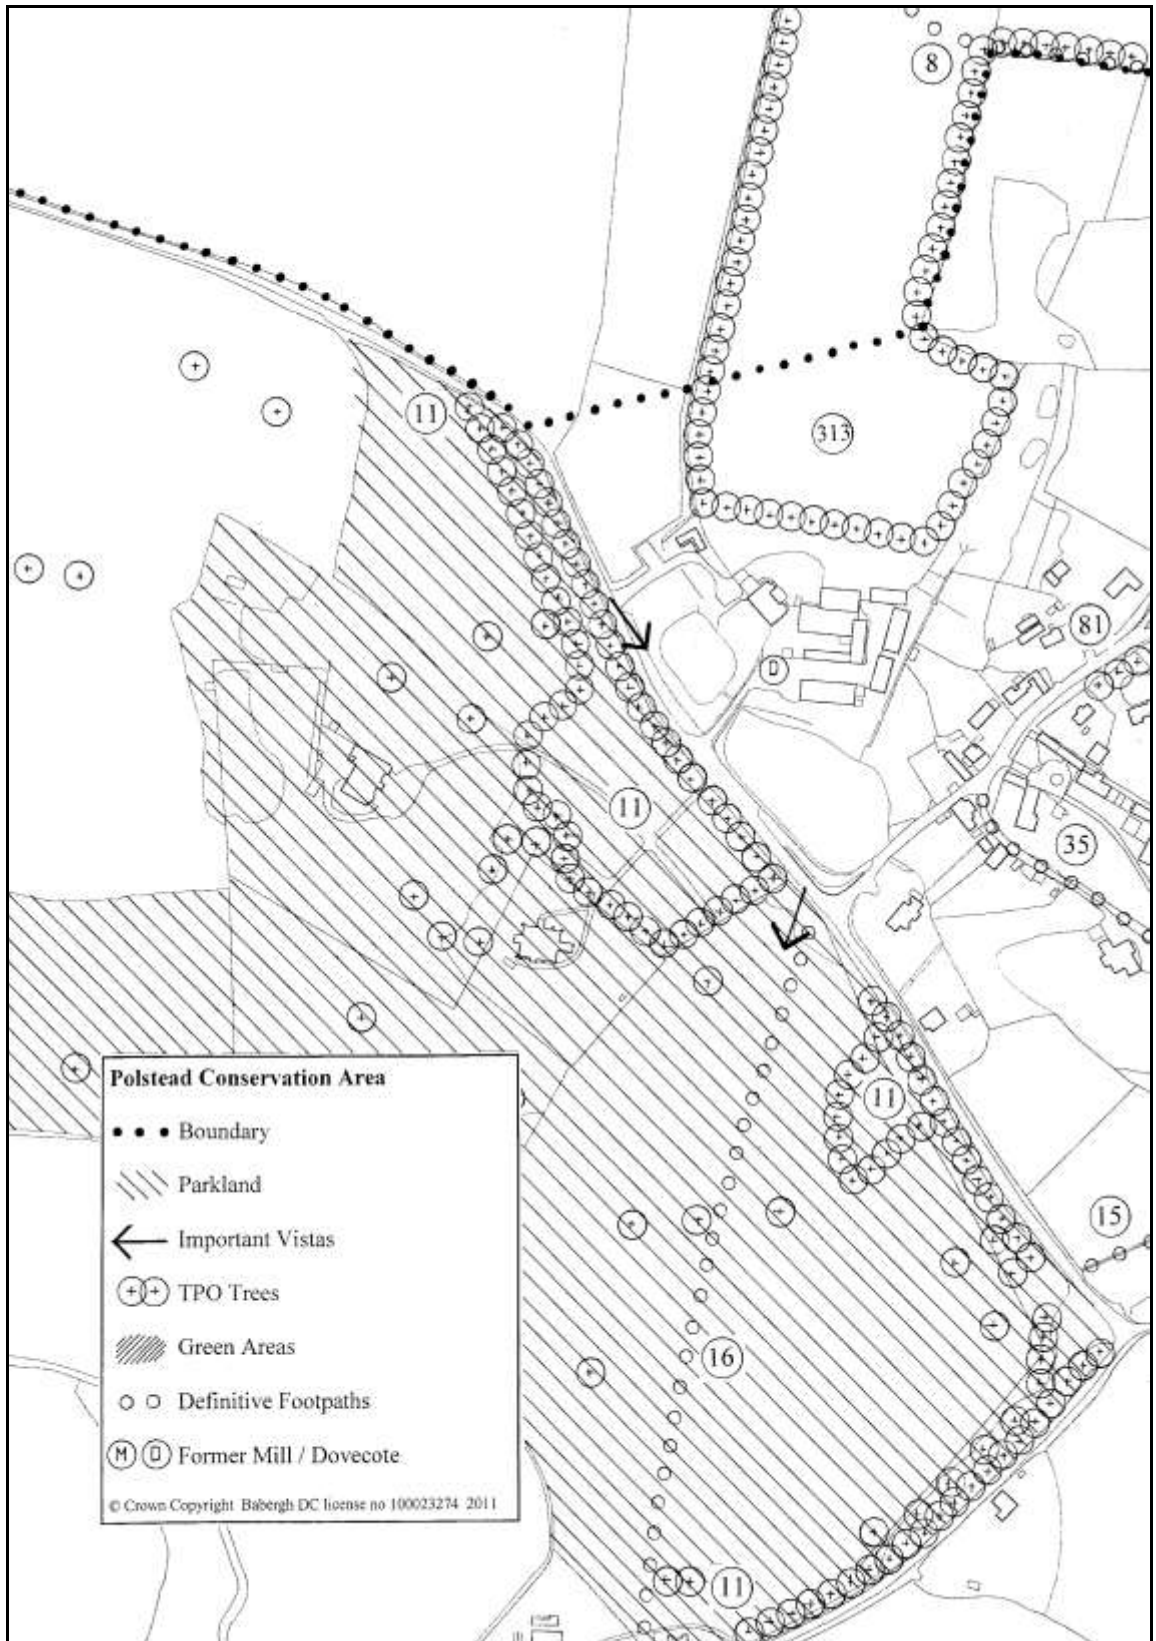 8
11
313
81
D
11
35
11
15
16
11
Polstead Conservation Area
Boundary
Parkland
Important Vistas
TPO Trees
Green Areas
Definitive Footpaths
M D Former Mill / Dovecote
© Crown Copyright Babergh DC license no 100023274 2011